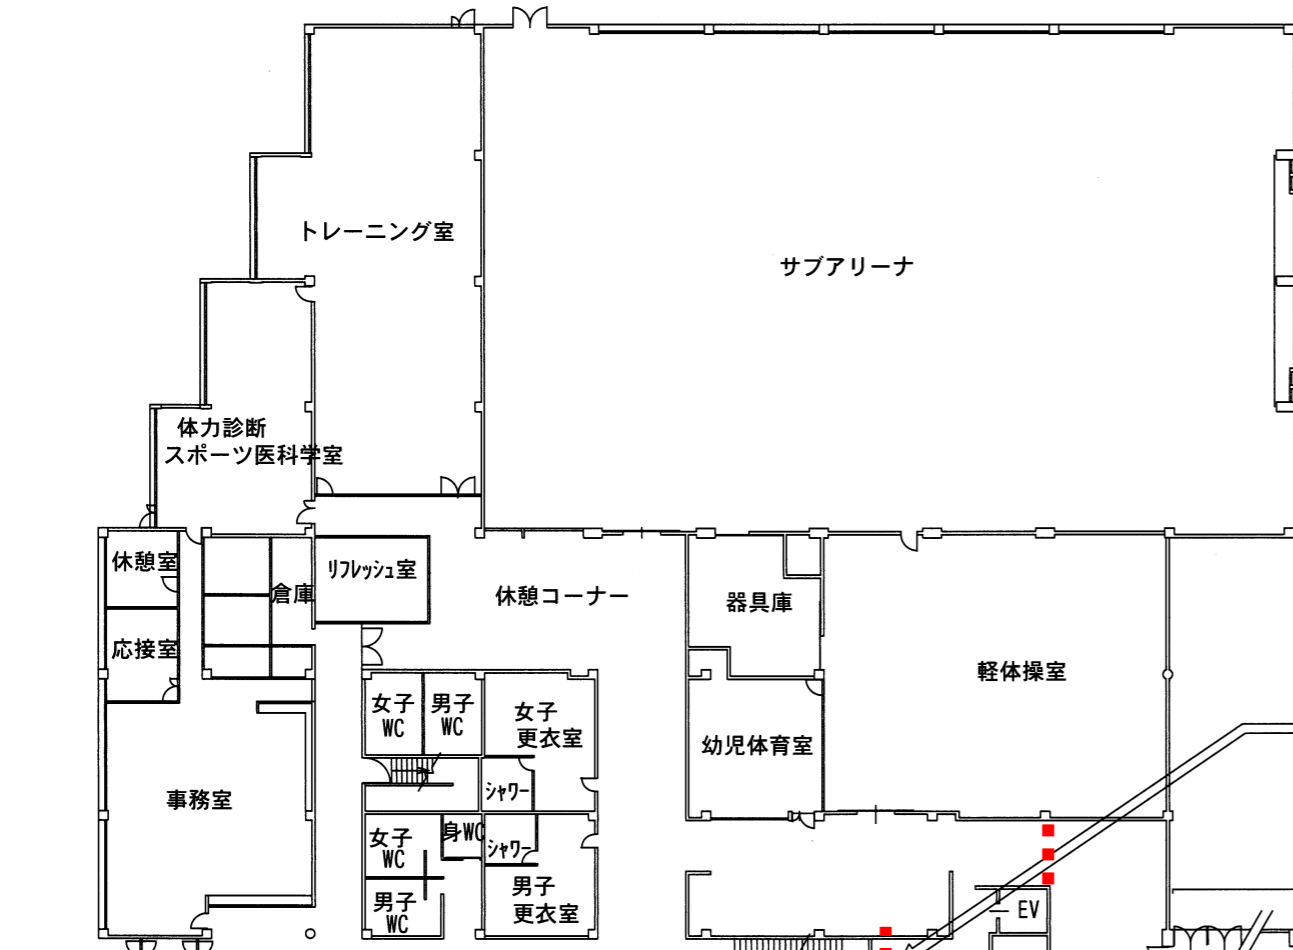 トレーニング室
サブアリーナ
体力診断
スポーツ医科学室
休憩室
倉庫
リフレッシュ室
休憩コーナー
器具庫
応接室
軽体操室
女子
WC
男子
WC
女子
更衣室
幼児体育室
事務室
シャワー
女子
WC
身WC
シャワー
男子
WC
男子
更衣室
EV